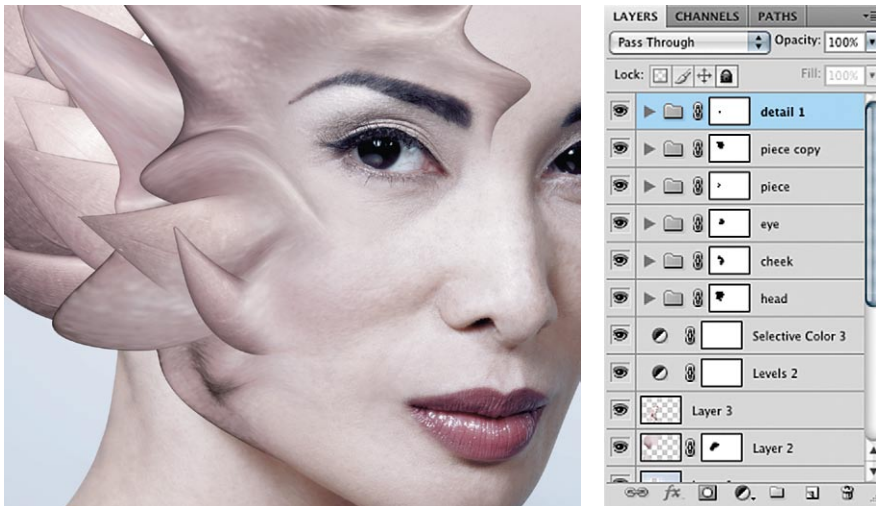 LAYERS CHANNELS PATHS
Pass Through Opacity: 100%
Lock: Fill: 100%
detail 1
piece copy
piece
eye
cheek
head
Selective Color 3
Levels 2
Layer 3
Layer 2
fx.